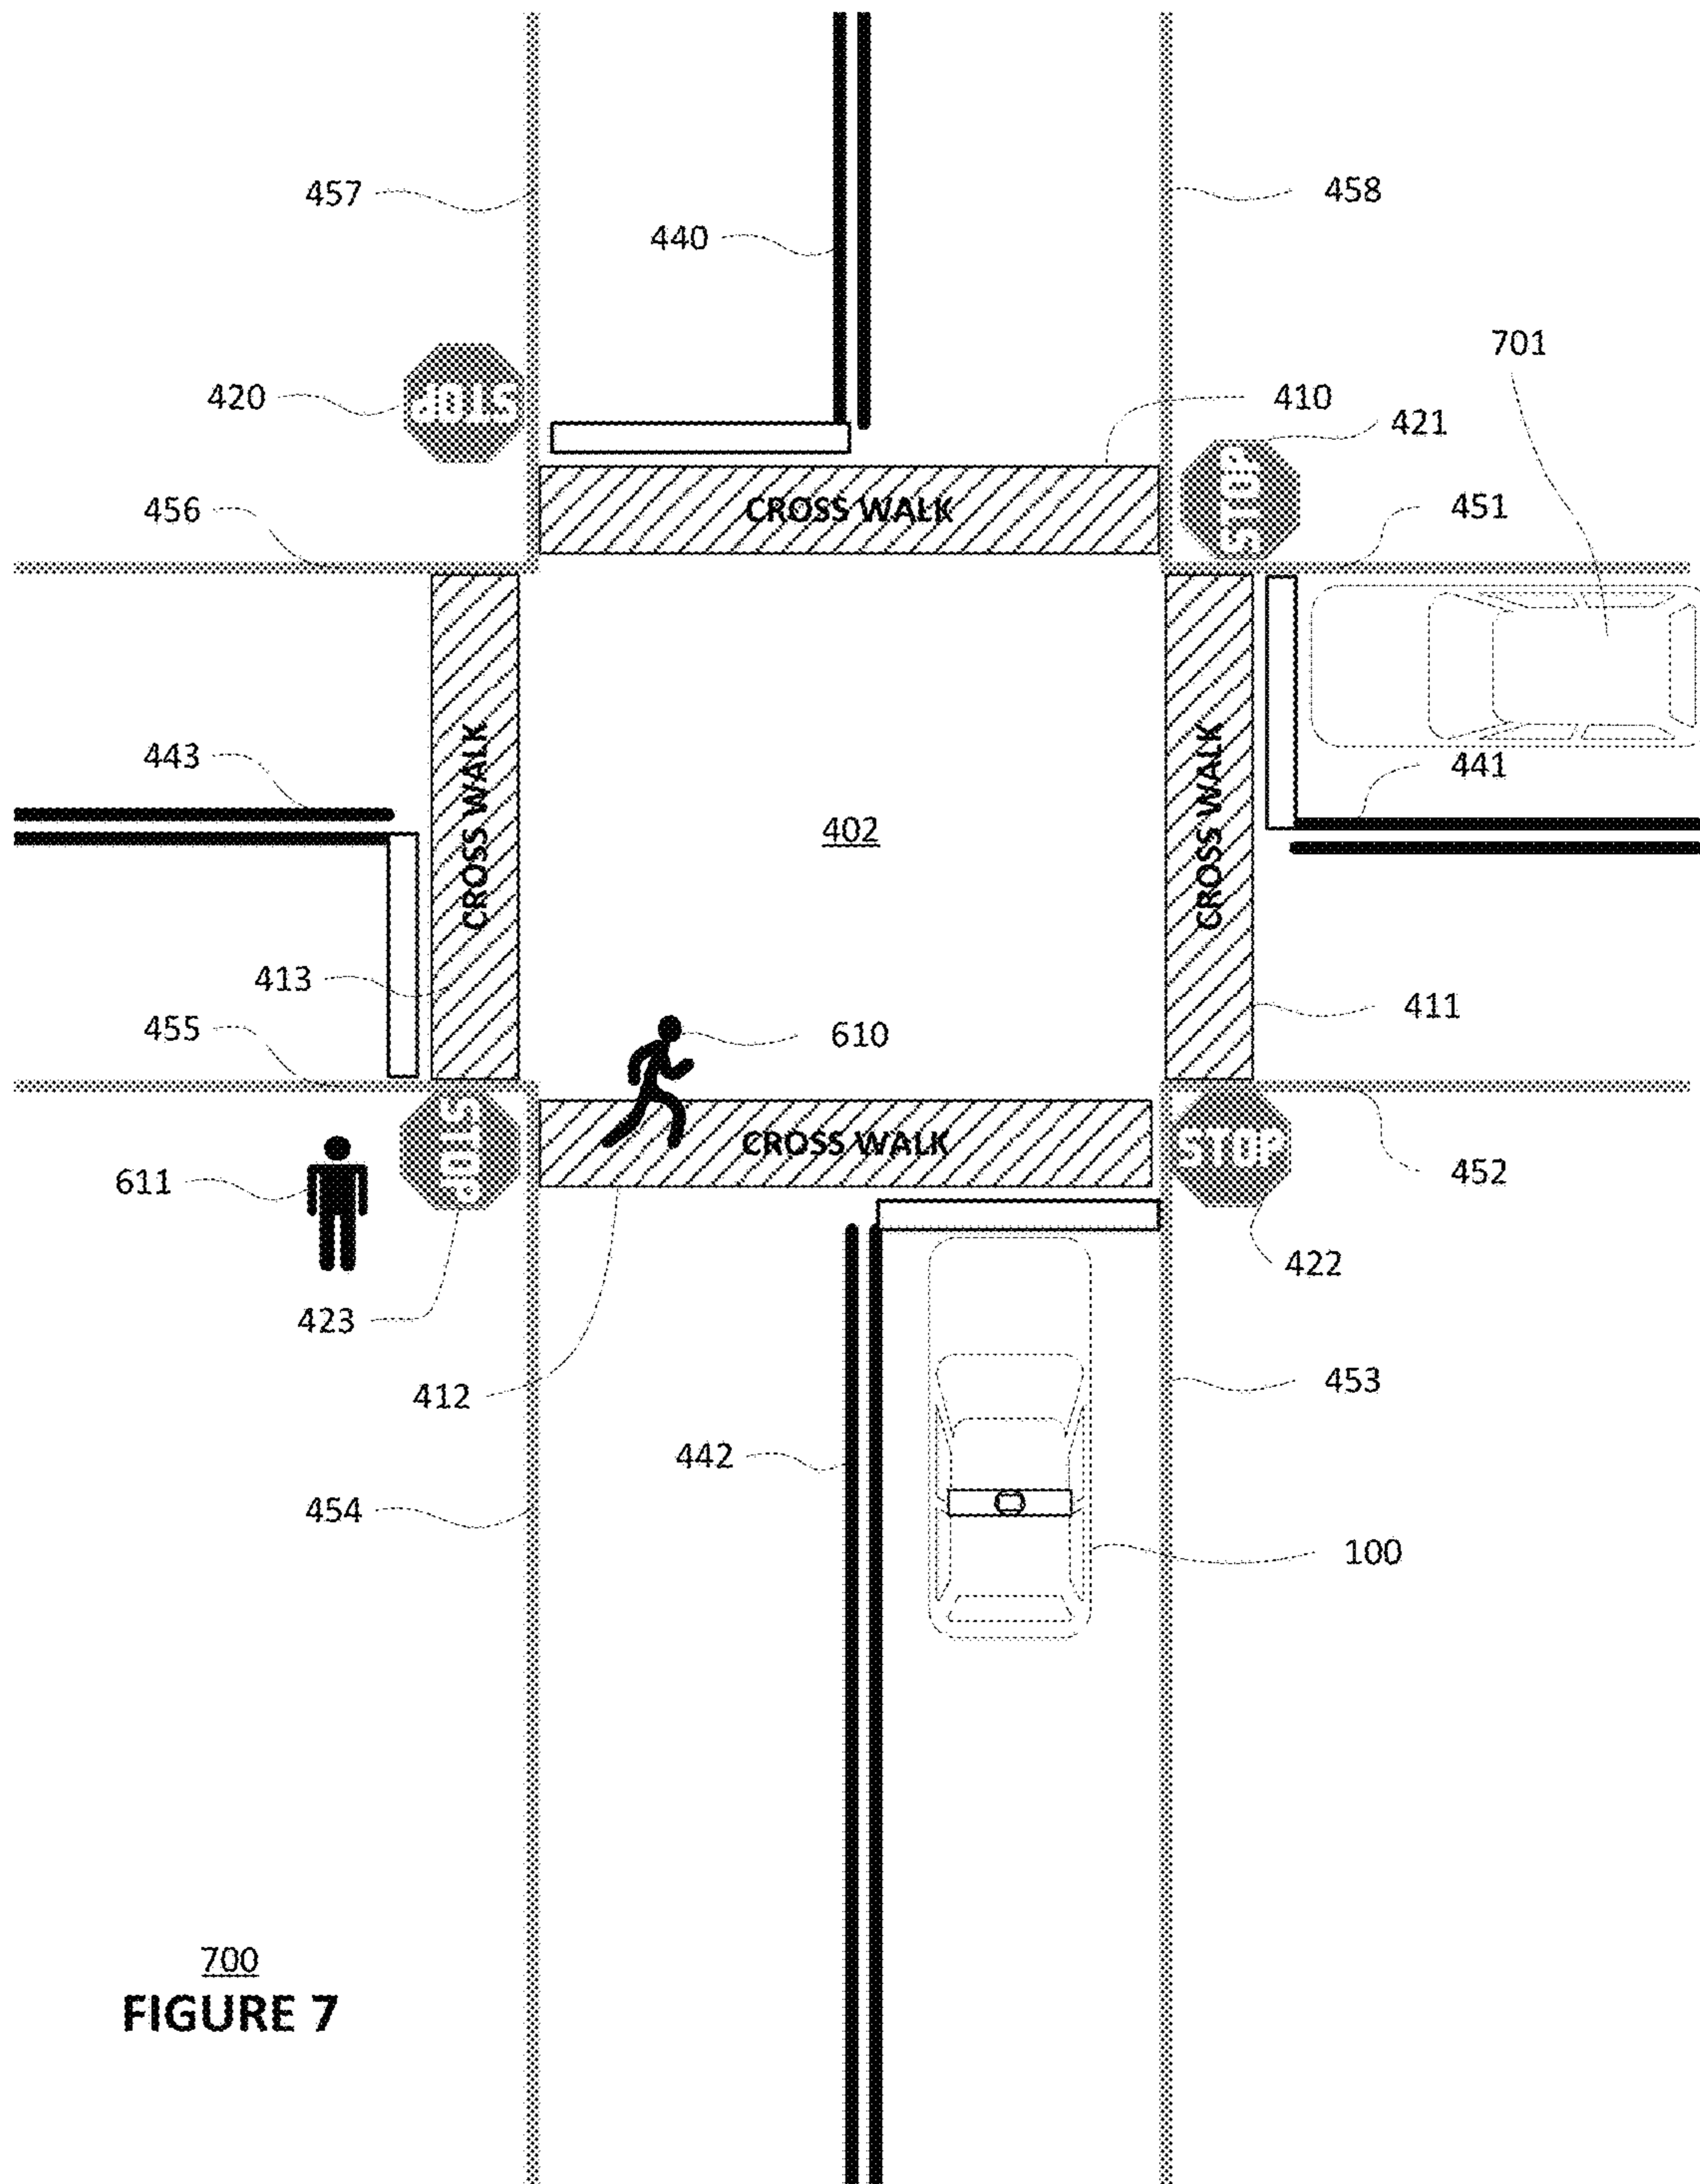 457
458
440
701
420
STOP
410
421
STOP
456
CROSS WALK
451
443
CROSS WALK
402
CROSS WALK
441
413
411
455
610
STOP
CROSS WALK
STOP
611
452
423
422
412
453
442
454
100
700
FIGURE 7